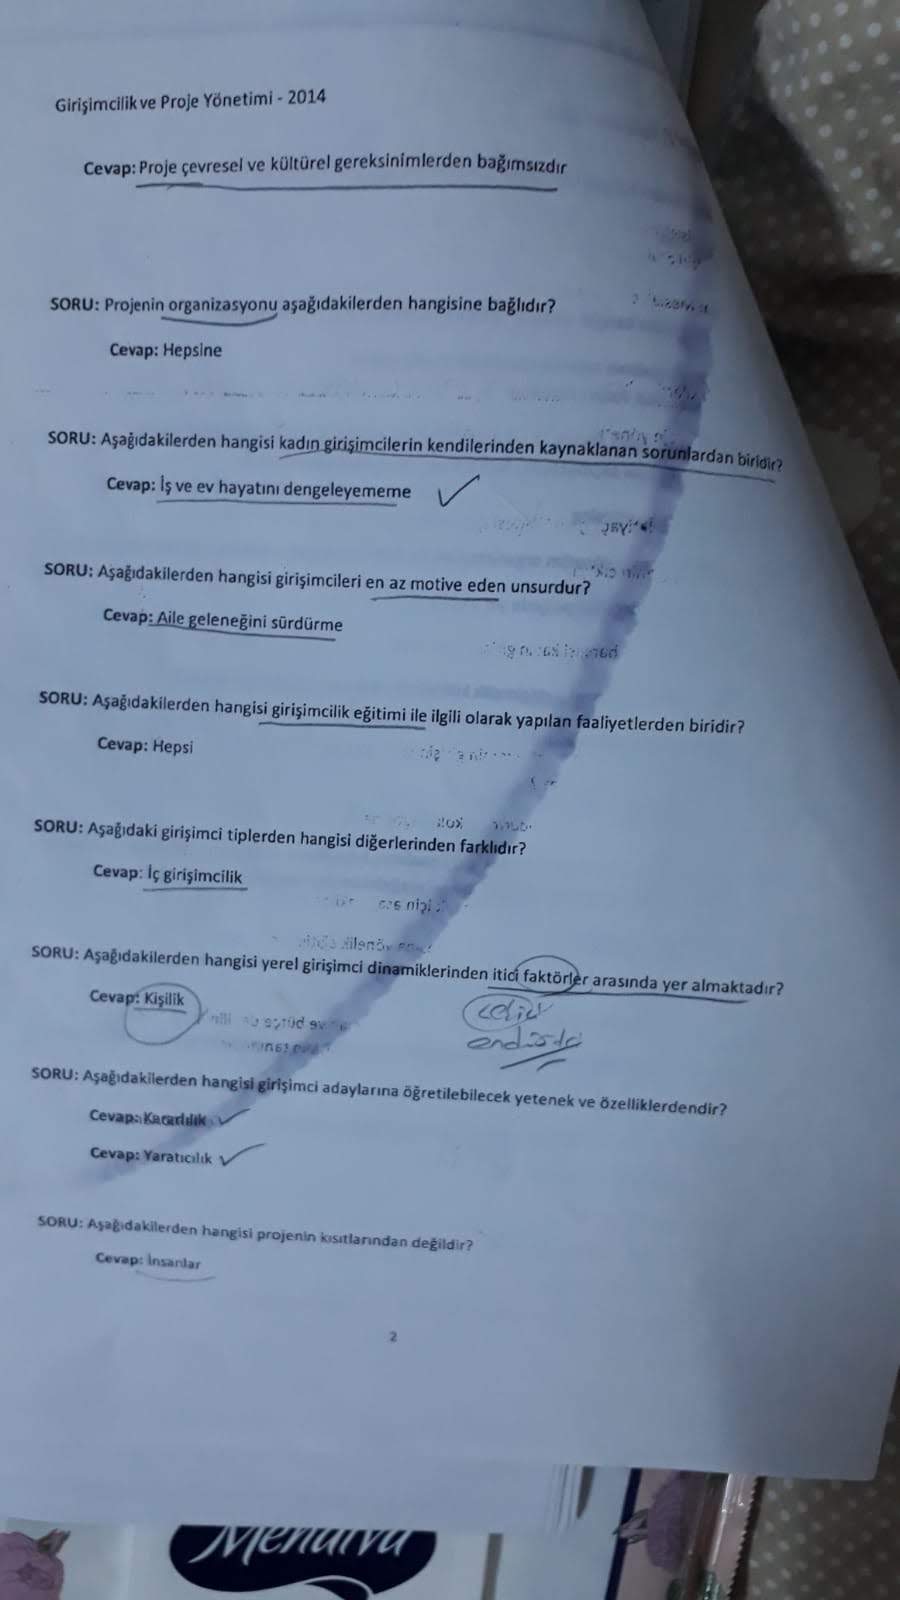 Girişimcilik ve Proje Yönetimi - 2014
Cevap: Proje çevresel ve kültürel gereksinimlerden bağımsızdır
SORU: Projenin organizasyonu aşağıdakilerden hangisine bağlıdır?
Cevap: Hepsine
SORU: Aşağıdakilerden hangisi kadın girişimcilerin kendilerinden kaynaklanan sorunlardan biridir?
Cevap: İş ve ev hayatını dengeleyememe
SORU: Aşağıdakilerden hangisi girişimcileri en az motive eden unsurdur?
Cevap: Aile geleneğini sürdürme
SORU: Aşağıdakilerden hangisi girişimcilik eğitimi ile ilgili olarak yapılan faaliyetlerden biridir?
Cevap: Hepsi
SORU: Aşağıdaki girişimci tiplerden hangisi diğerlerinden farklıdır?
Cevap: İç girişimcilik
SORU: Aşağıdakilerden hangisi yerel girişimci dinamiklerinden itici faktörler arasında yer almaktadır?
Cevap: Kişilik
SORU: Aşağıdakilerden hangisi girişimci adaylarına öğretilebilecek yetenek ve özelliklerdendir?
Cevap: Kararlılık
Cevap: Yaratıcılık
SORU: Aşağıdakilerden hangisi projenin kısıtlarından değildir?
Cevap: İnsanlar
2